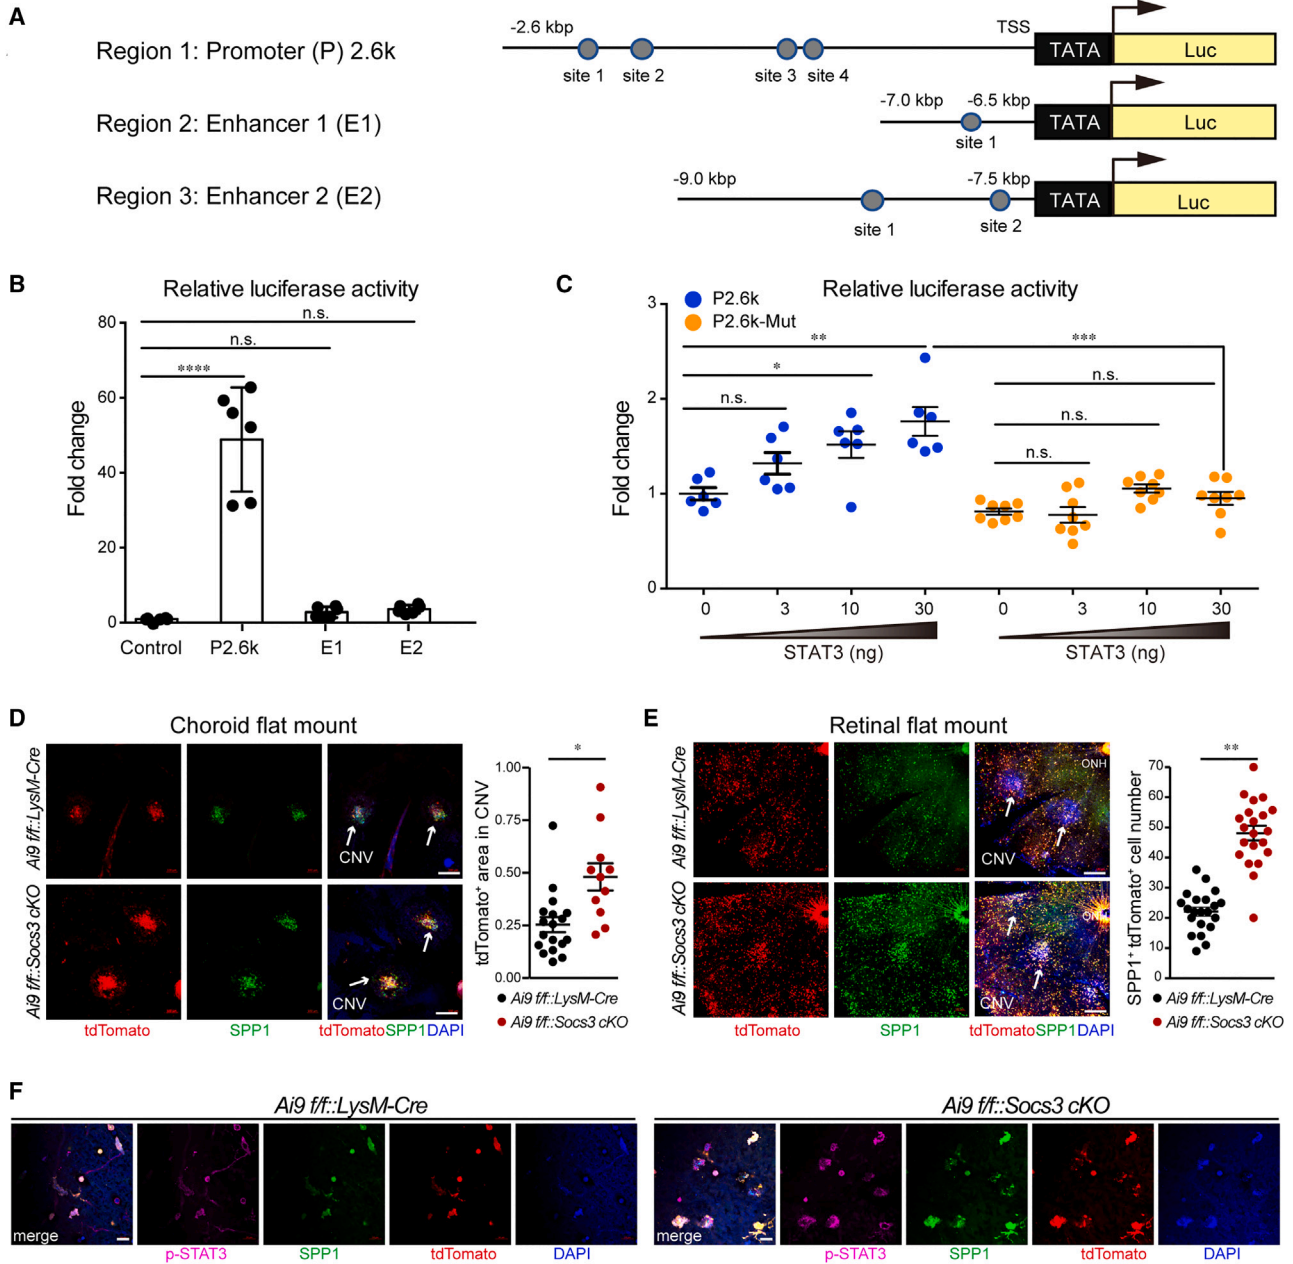 A
Region 1: Promoter (P) 2.6k
-2.6 kbp
TSS
site 1 site 2 site 3 site 4
TATA Luc
Region 2: Enhancer 1 (E1)
-7.0 kbp -6.5 kbp
site 1
TATA Luc
Region 3: Enhancer 2 (E2)
-9.0 kbp -7.5 kbp
site 1 site 2
TATA Luc
B
Relative luciferase activity
n.s.
n.s.
****
Fold change
80
60
40
20
0
Control P2.6k E1 E2
C
Relative luciferase activity
P2.6k
P2.6k-Mut
** ***
* n.s.
n.s. n.s.
n.s.
Fold change
3
2
1
0
0 3 10 30 0 3 10 30
STAT3 (ng) STAT3 (ng)
D
Choroid flat mount
Ai9 f/f::LysM-Cre
CNV
Ai9 f/f::Socs3 cKO
CNV
tdTomato SPP1 tdTomatoSPP1DAPI
*
tdTomato+ area in CNV
1.00
0.75
0.50
0.25
0.00
Ai9 f/f::LysM-Cre
Ai9 f/f::Socs3 cKO
E
Retinal flat mount
Ai9 f/f::LysM-Cre
ONH
CNV
Ai9 f/f::Socs3 cKO
ONH
CNV
tdTomato SPP1 tdTomatoSPP1DAPI
**
SPP1+ tdTomato+ cell number
70
60
50
40
30
20
10
0
Ai9 f/f::LysM-Cre
Ai9 f/f::Socs3 cKO
F
Ai9 f/f::LysM-Cre Ai9 f/f::Socs3 cKO
merge merge
p-STAT3 SPP1 tdTomato DAPI p-STAT3 SPP1 tdTomato DAPI